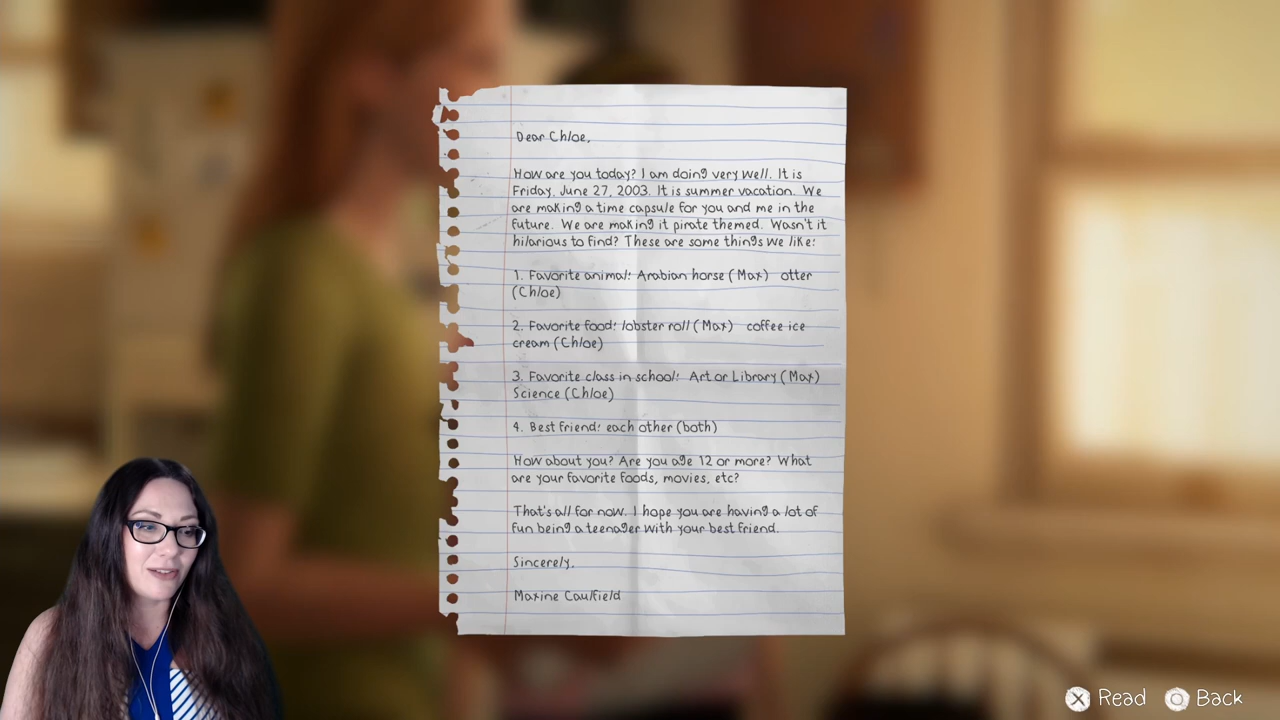 Dear Chloe,
How are you today? I am doing very well. It is
Friday, June 27, 2003. It is summer vacation. We
are making a time capsule for you and me in the
future. We are making it pirate themed. Wasn't it
hilarious to find? These are some things we like:
1. Favorite animal: Arabian horse (Max) otter
(Chloe)
2. Favorite food: lobster roll (Max) coffee ice
cream (Chloe)
3. Favorite class in school: Art or Library (Max)
Science (Chloe)
4. Best Friend: each other (both)
How about you? Are you age 12 or more? What
are your favorite foods, movies, etc?
That's all for now. I hope you are having a lot of
fun being a teenager with your best friend.
Sincerely,
Maxine Caulfield
X Read O Back